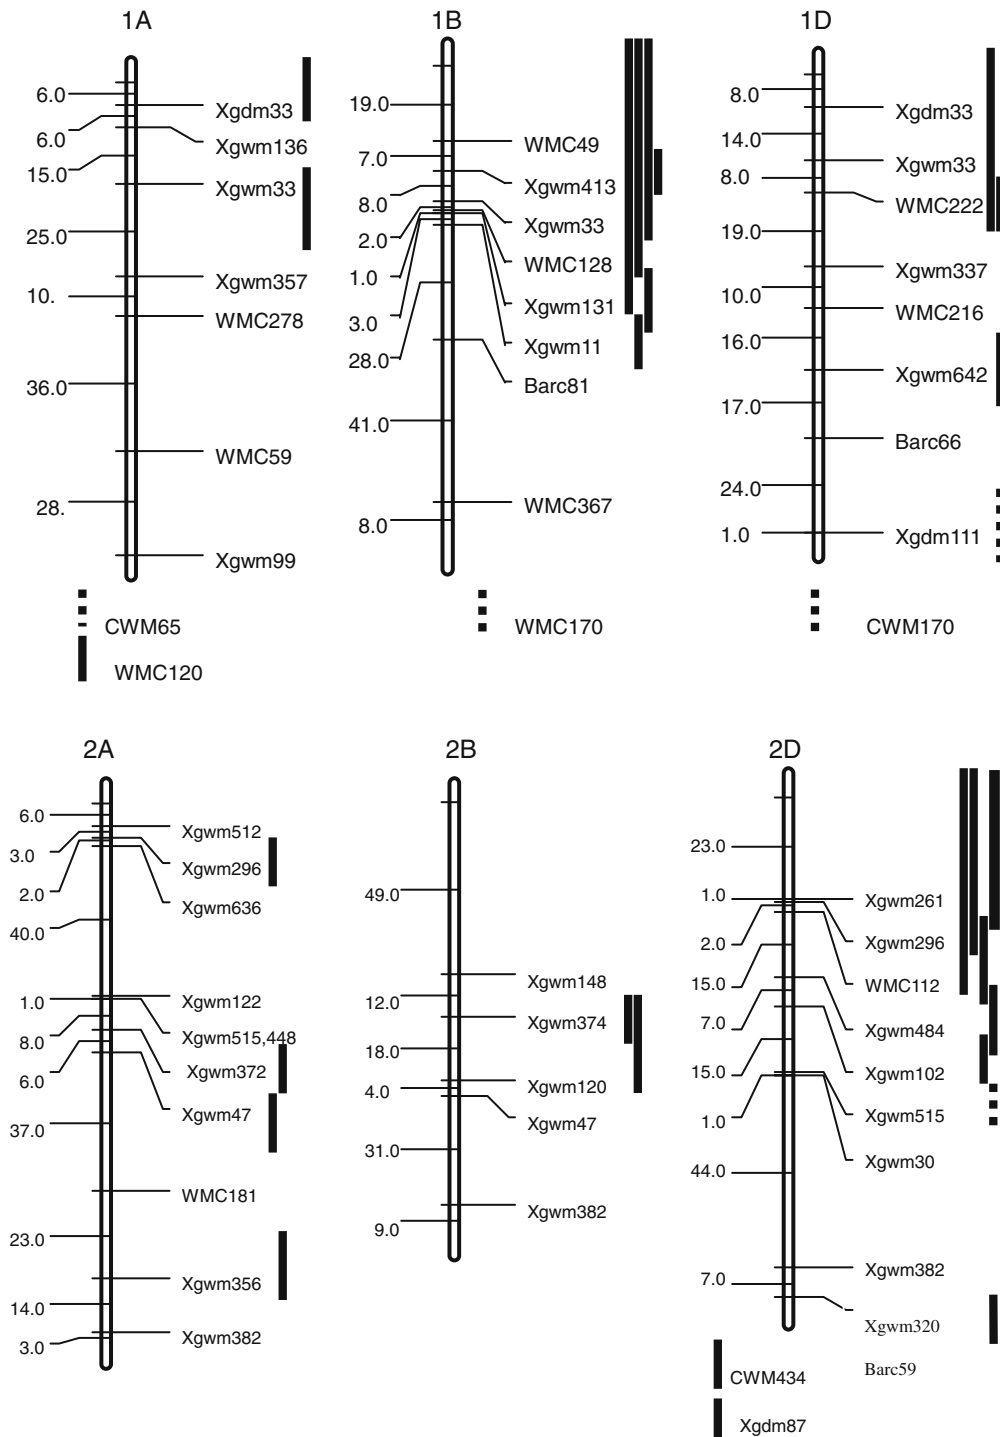 1A
1B
1D
6.0
6.0
15.0
25.0
10.
36.0
28.
Xgdm33
Xgwm136
Xgwm33
Xgwm357
WMC278
WMC59
Xgwm99
CWM65
WMC120
19.0
7.0
8.0
2.0
1.0
3.0
28.0
41.0
8.0
WMC49
Xgwm413
Xgwm33
WMC128
Xgwm131
Xgwm11
Barc81
WMC367
WMC170
8.0
14.0
8.0
19.0
10.0
16.0
17.0
24.0
1.0
Xgdm33
Xgwm33
WMC222
Xgwm337
WMC216
Xgwm642
Barc66
Xgdm111
CWM170
2A
2B
2D
6.0
3.0
2.0
40.0
1.0
8.0
6.0
37.0
23.0
14.0
3.0
Xgwm512
Xgwm296
Xgwm636
Xgwm122
Xgwm515,448
Xgwm372
Xgwm47
WMC181
Xgwm356
Xgwm382
49.0
12.0
18.0
4.0
31.0
9.0
Xgwm148
Xgwm374
Xgwm120
Xgwm47
Xgwm382
23.0
1.0
2.0
15.0
7.0
15.0
1.0
44.0
7.0
Xgwm261
Xgwm296
WMC112
Xgwm484
Xgwm102
Xgwm515
Xgwm30
Xgwm382
Xgwm320
Barc59
CWM434
Xgdm87